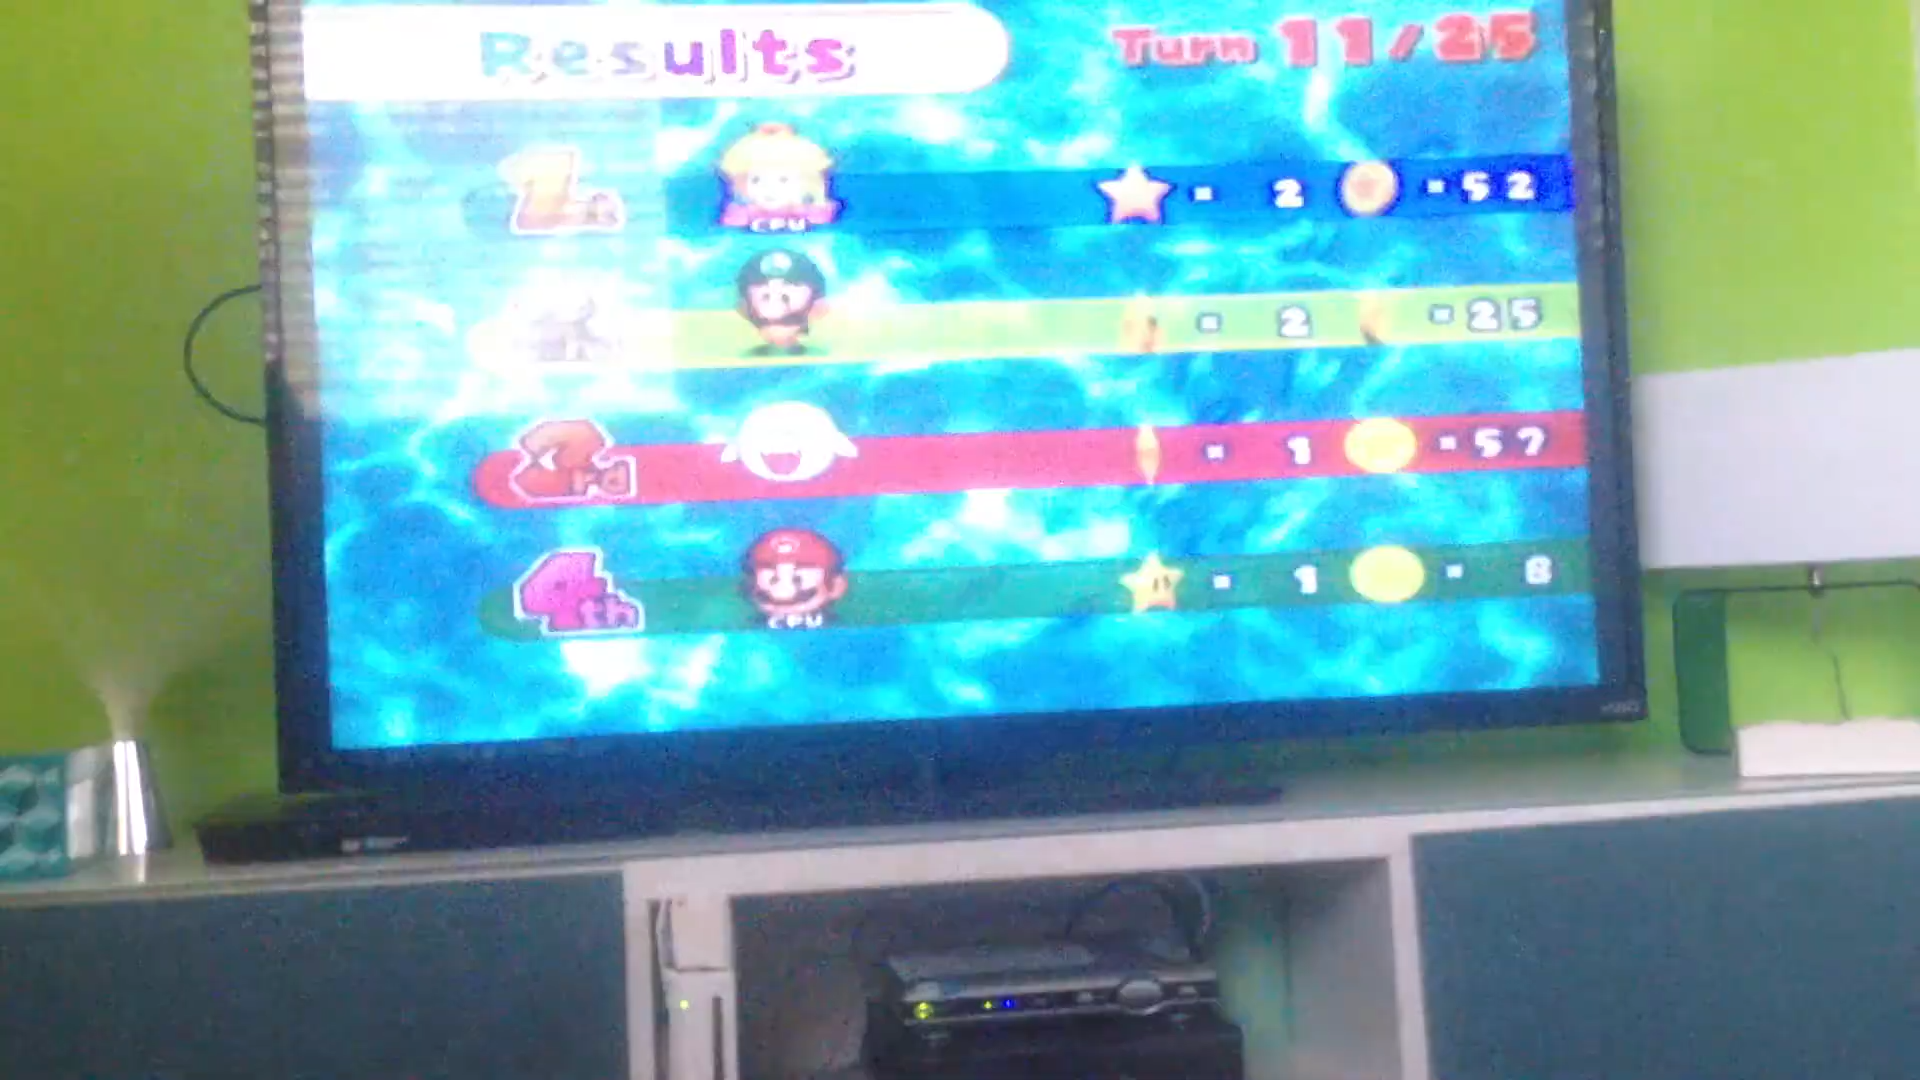 Results
Turn 11/25
1st CPU × 2 × 52
× 2 × 25
3rd × 1 × 57
4th CPU × 1 × 8